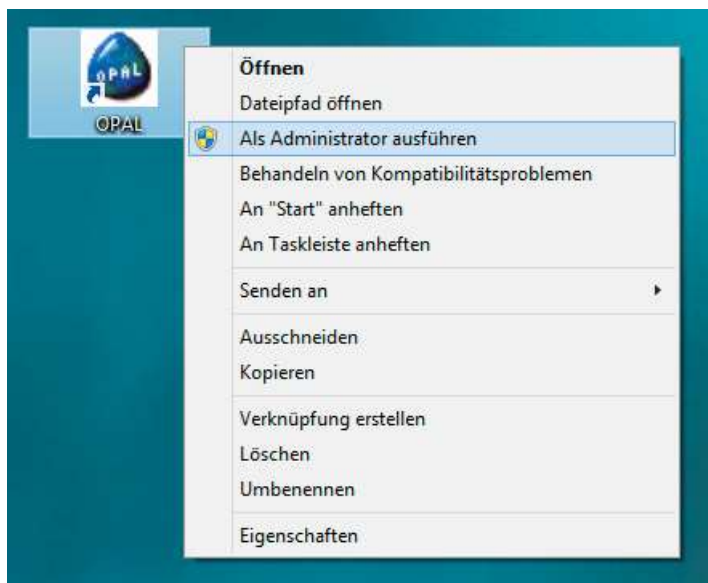 OPAL
OPAL
Öffnen
Dateipfad öffnen
Als Administrator ausführen
Behandeln von Kompatibilitätsproblemen
An "Start" anheften
An Taskleiste anheften
Senden an
Ausschneiden
Kopieren
Verknüpfung erstellen
Löschen
Umbenennen
Eigenschaften